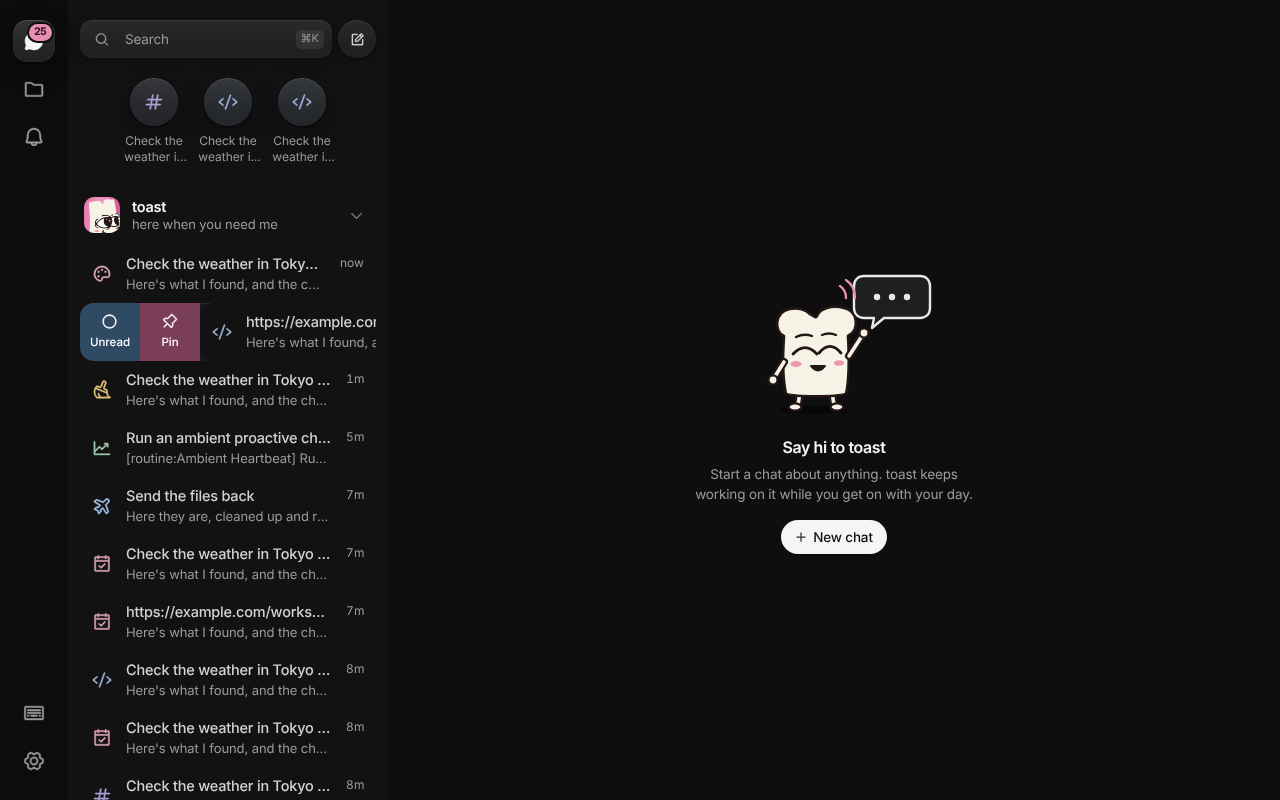 25
Search
⌘K
Check the
weather i...
Check the
weather i...
Check the
weather i...
toast
here when you need me
Check the weather in Toky...
now
Here's what I found, and the c...
Unread
Pin
https://example.cor
Here's what I found, a
Check the weather in Tokyo ...
1m
Here's what I found, and the ch...
Run an ambient proactive ch...
5m
[routine:Ambient Heartbeat] Ru...
Send the files back
7m
Here they are, cleaned up and r...
Check the weather in Tokyo ...
7m
Here's what I found, and the ch...
https://example.com/works...
7m
Here's what I found, and the ch...
Check the weather in Tokyo ...
8m
Here's what I found, and the ch...
Check the weather in Tokyo ...
8m
Here's what I found, and the ch...
Check the weather in Tokyo ...
8m
Say hi to toast
Start a chat about anything. toast keeps
working on it while you get on with your day.
New chat